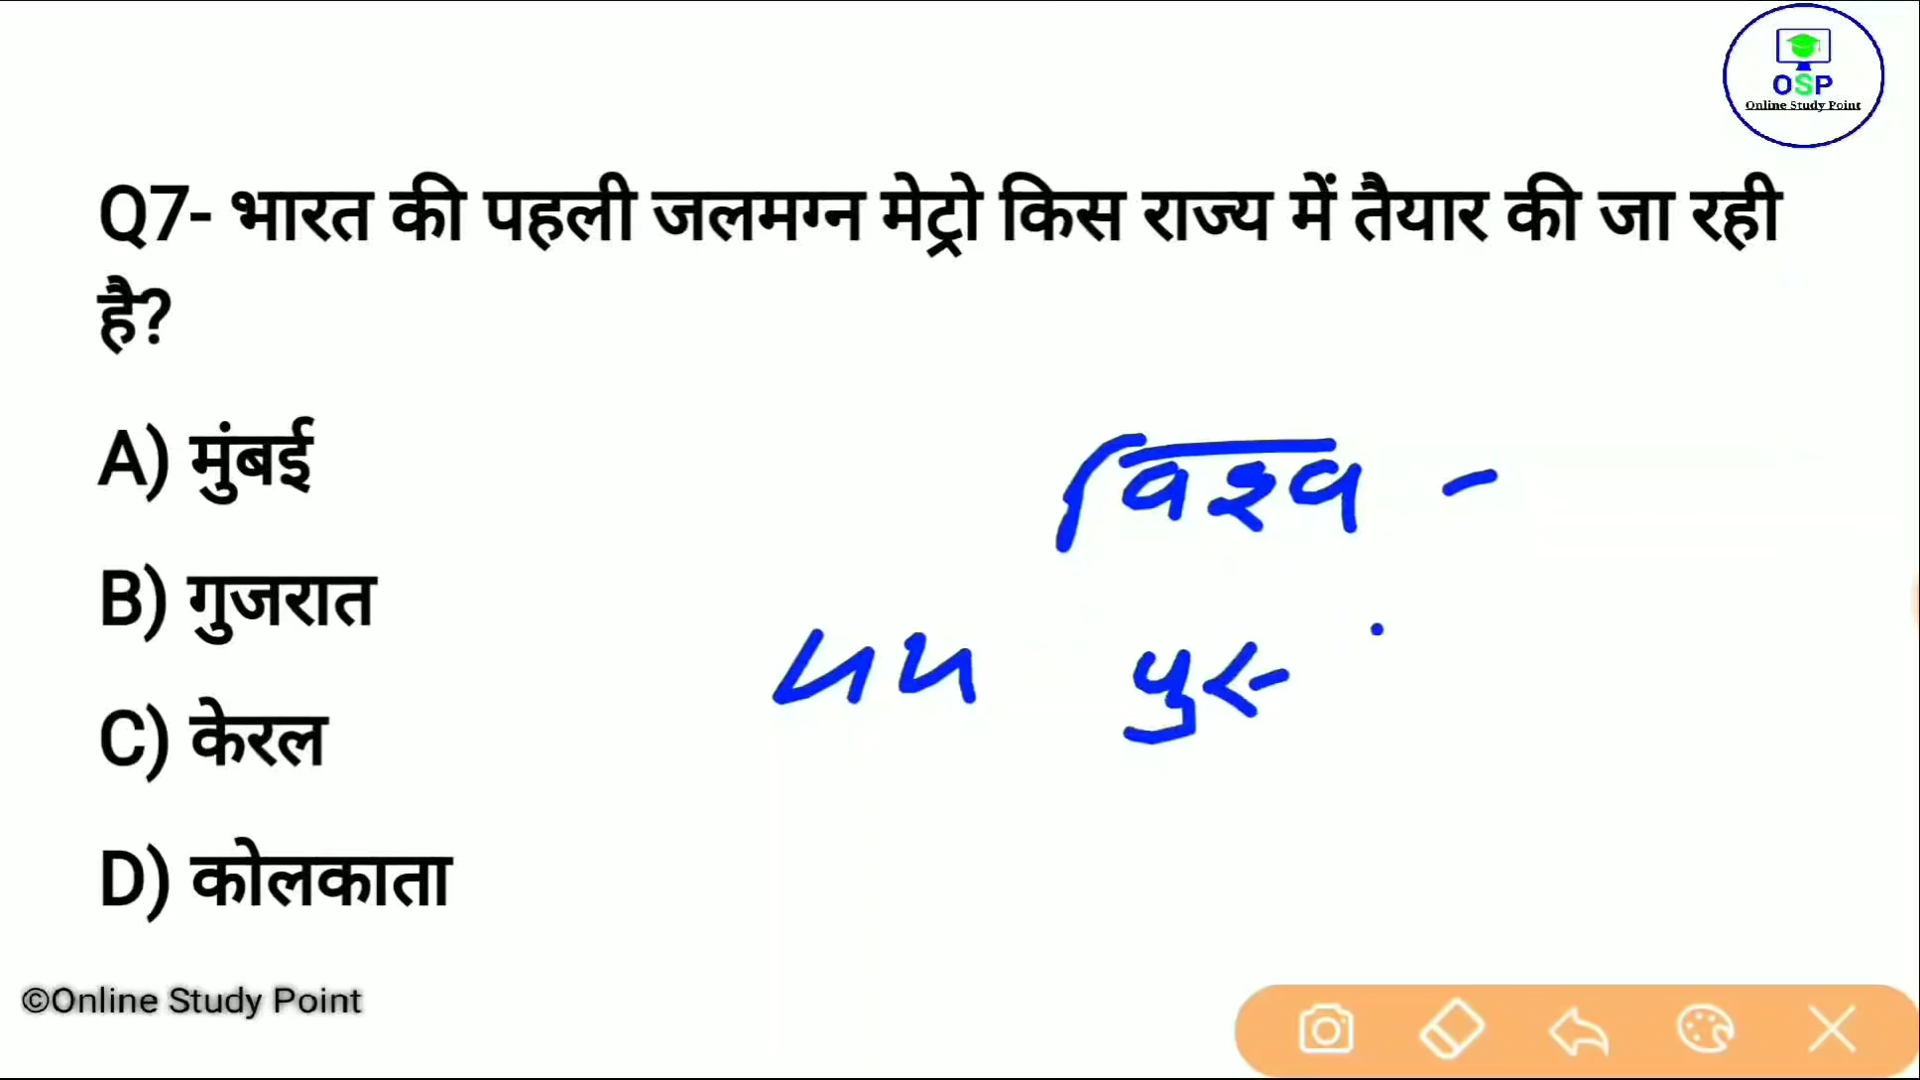 OSP
Online Study Point
Q7- भारत की पहली जलमग्न मेट्रो किस राज्य में तैयार की जा रही
है?
A) मुंबई
विश्व -
B) गुजरात
C) केरल
D) कोलकाता
©Online Study Point